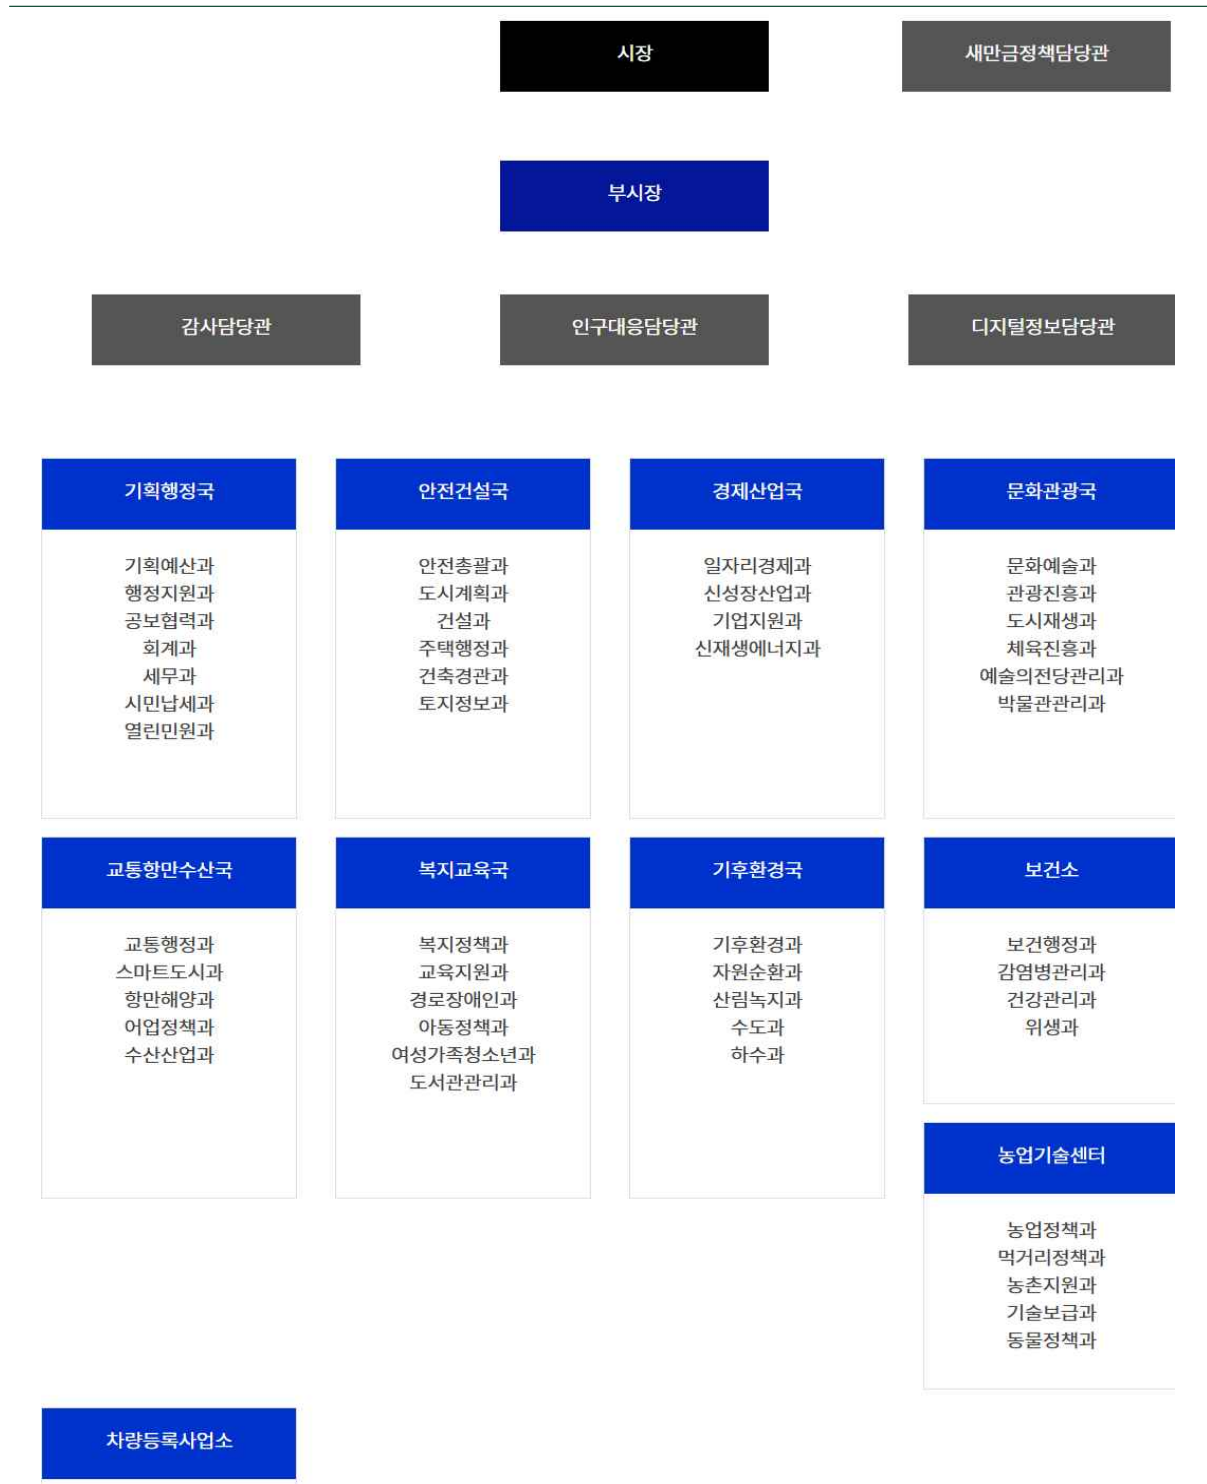 시장
새만금정책담당관
부시장
감사담당관
인구대응담당관
디지털정보담당관
기획행정국
기획예산과
행정지원과
공보협력과
회계과
세무과
시민납세과
열린민원과
안전건설국
안전총괄과
도시계획과
건설과
주택행정과
건축경관과
토지정보과
경제산업국
일자리경제과
신성장산업과
기업지원과
신재생에너지과
문화관광국
문화예술과
관광진흥과
도시재생과
체육진흥과
예술의전당관리과
박물관관리과
교통항만수산국
교통행정과
스마트도시과
항만해양과
어업정책과
수산산업과
복지교육국
복지정책과
교육지원과
경로장애인과
아동정책과
여성가족청소년과
도서관관리과
기후환경국
기후환경과
자원순환과
산림녹지과
수도과
하수과
보건소
보건행정과
감염병관리과
건강관리과
위생과
농업기술센터
농업정책과
먹거리정책과
농촌지원과
기술보급과
동물정책과
차량등록사업소